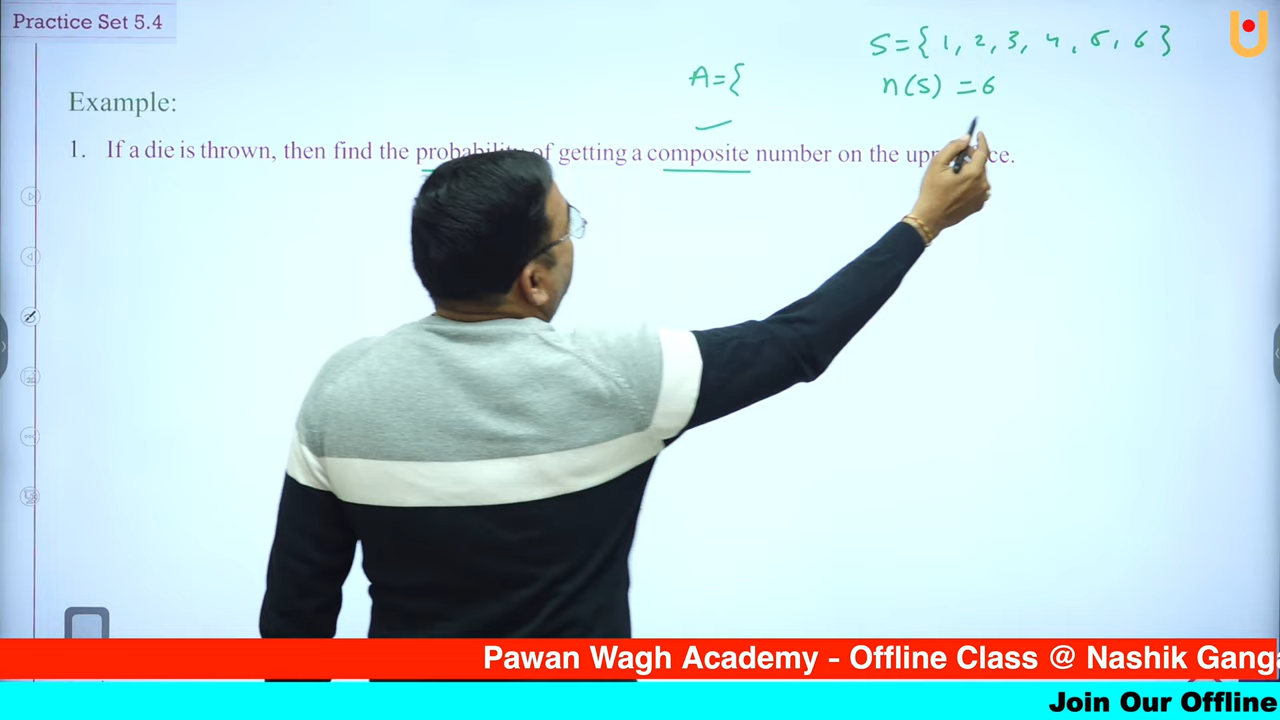 Practice Set 5.4
S={ 1, 2, 3, 4, 5, 6 }
A={
n(S) = 6
Example:
1. If a die is thrown, then find the of getting a composite number on the
Pawan Wagh Academy - Offline Class @ Nashik
Join Our Offline